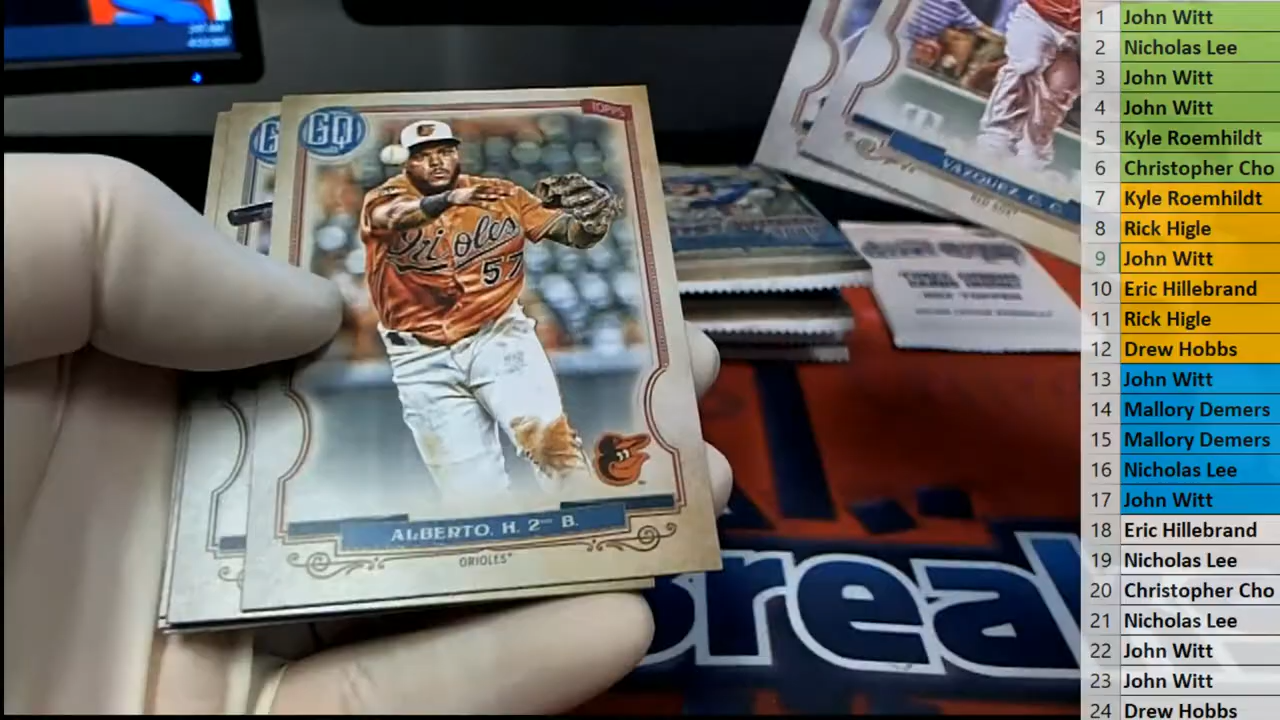 GQ
TOPPS
Orioles
57
ALBERTO, H. 2ND B.
ORIOLES
VAZQUEZ, C. C.
RED SOX
Break
1 John Witt
2 Nicholas Lee
3 John Witt
4 John Witt
5 Kyle Roemhildt
6 Christopher Cho
7 Kyle Roemhildt
8 Rick Higle
9 John Witt
10 Eric Hillebrand
11 Rick Higle
12 Drew Hobbs
13 John Witt
14 Mallory Demers
15 Mallory Demers
16 Nicholas Lee
17 John Witt
18 Eric Hillebrand
19 Nicholas Lee
20 Christopher Cho
21 Nicholas Lee
22 John Witt
23 John Witt
24 Drew Hobbs